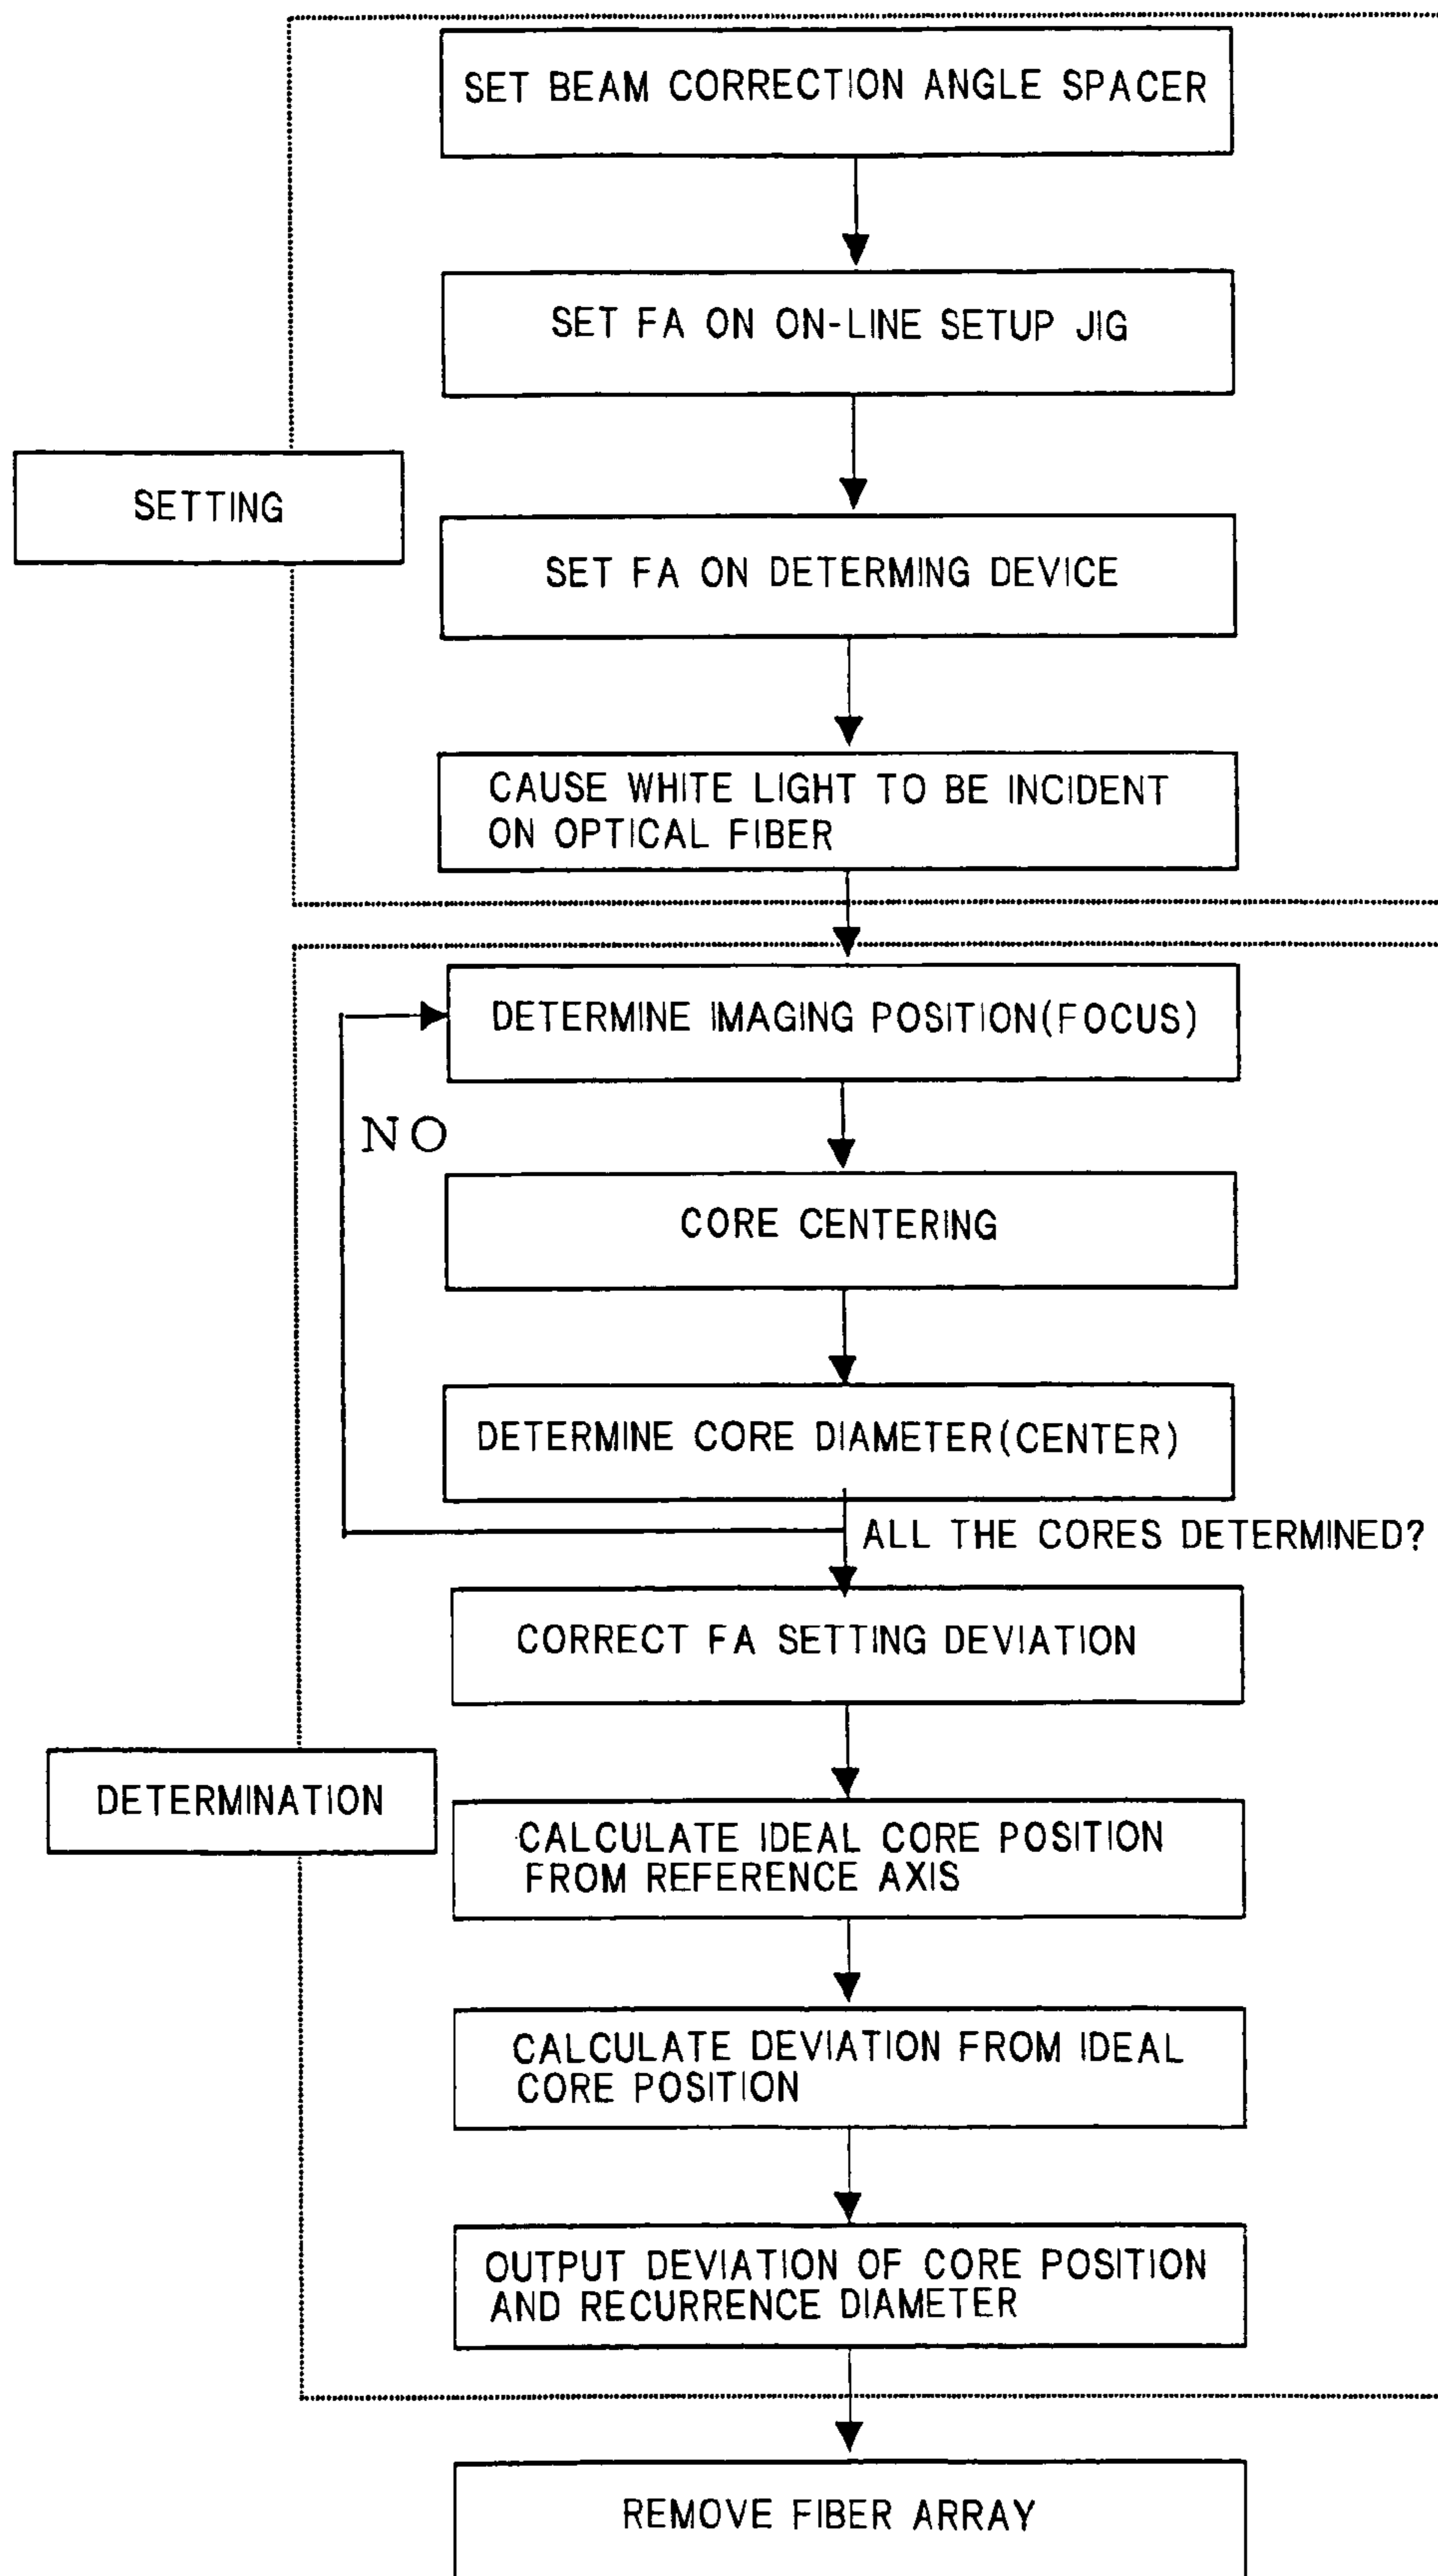 SET BEAM CORRECTION ANGLE SPACER
SET FA ON ON-LINE SETUP JIG
SETTING
SET FA ON DETERMING DEVICE
CAUSE WHITE LIGHT TO BE INCIDENT
ON OPTICAL FIBER
DETERMINE IMAGING POSITION(FOCUS)
NO
CORE CENTERING
DETERMINE CORE DIAMETER(CENTER)
ALL THE CORES DETERMINED?
CORRECT FA SETTING DEVIATION
DETERMINATION
CALCULATE IDEAL CORE POSITION
FROM REFERENCE AXIS
CALCULATE DEVIATION FROM IDEAL
CORE POSITION
OUTPUT DEVIATION OF CORE POSITION
AND RECURRENCE DIAMETER
REMOVE FIBER ARRAY